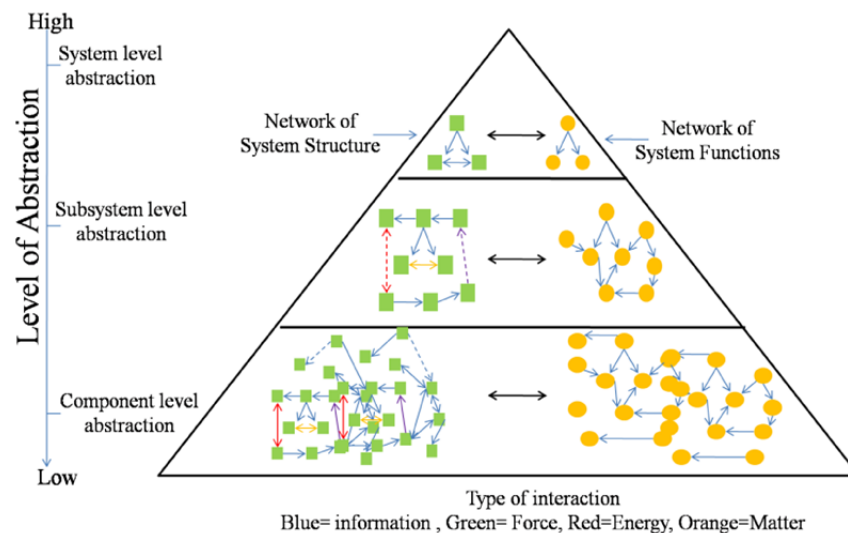 High
System level
abstraction
Network of
System Structure
Network of
System Functions
Level of Abstraction
Subsystem level
abstraction
Component level
abstraction
Low
Type of interaction
Blue= information , Green= Force, Red=Energy, Orange=Matter